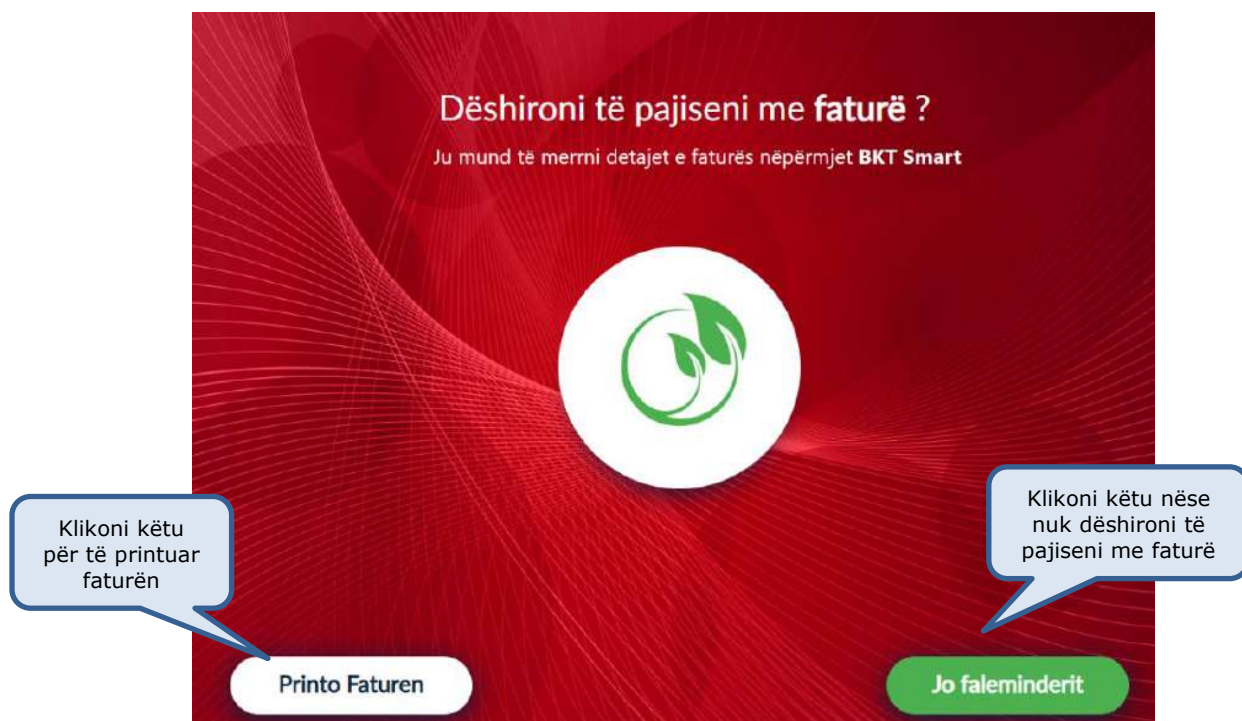 Dëshironi të pajiseni me faturë ?
Ju mund të merrni detajet e faturës nëpërmjet BKT Smart
Klikoni këtu
për të printuar
faturën
Klikoni këtu nëse
nuk dëshironi të
pajiseni me faturë
Printo Faturen
Jo faleminderit